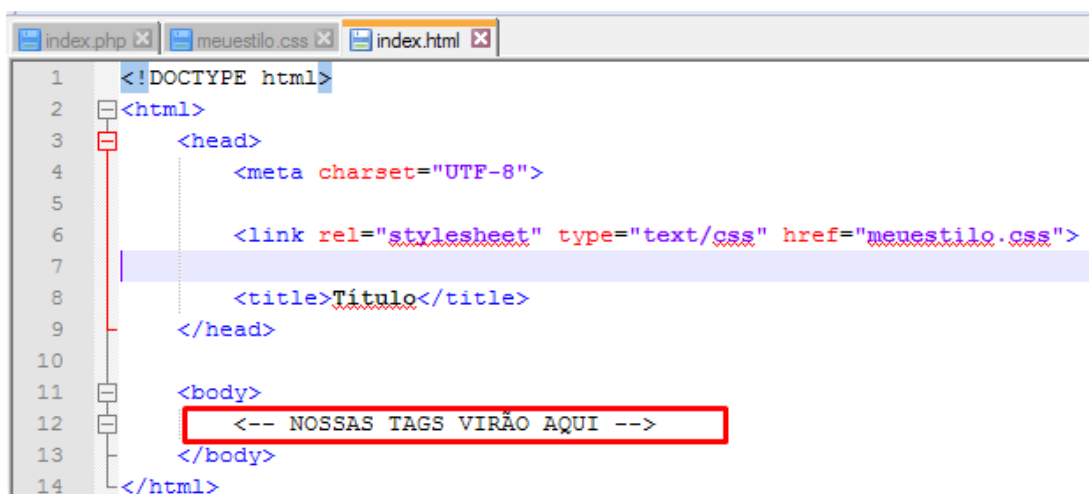 index.php meuestilo.css index.html
1 <!DOCTYPE html>
2 <html>
3 <head>
4 <meta charset="UTF-8">
5
6 <link rel="stylesheet" type="text/css" href="meuestilo.css">
7
8 <title>Título</title>
9 </head>
10
11 <body>
12 <-- NOSSAS TAGS VIRÃO AQUI -->
13 </body>
14 </html>